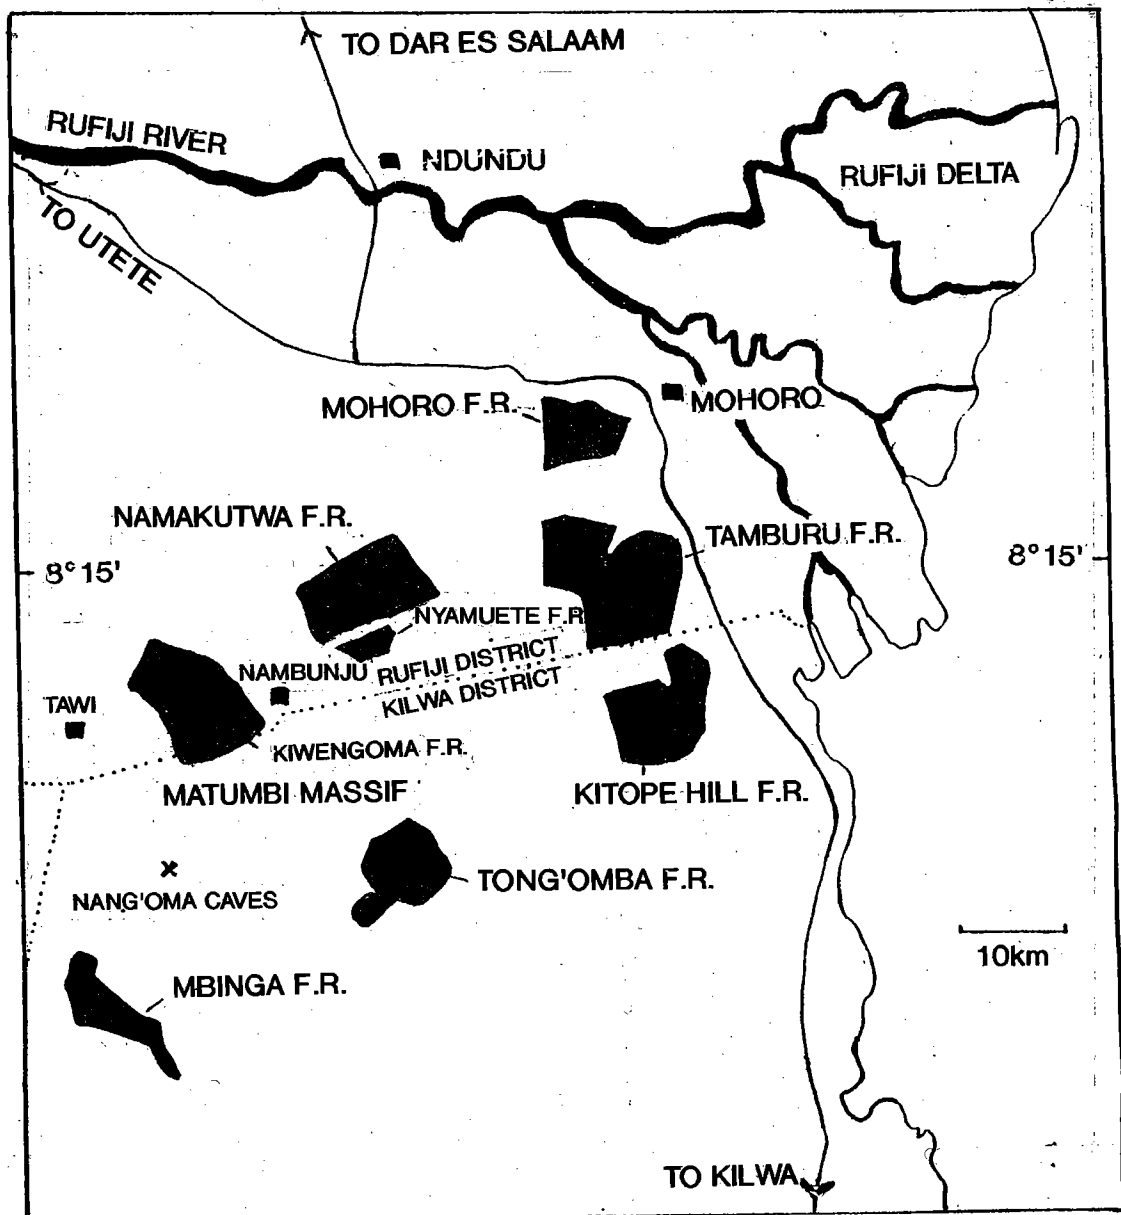 TO DAR ES SALAAM
RUFIJI RIVER
NDUNDU
RUFIJI DELTA
TO UTETE
MOHORO F.R.
MOHORO
NAMAKUTWA F.R.
TAMBURU F.R.
8° 15'
8° 15'
NYAMUETE F.R
NAMBUNJU
RUFIJI DISTRICT
KILWA DISTRICT
TAWI
KIWENGOMA F.R.
MATUMBI MASSIF
KITOPE HILL F.R.
NANG'OMA CAVES
TONG'OMBA F.R.
10km
MBINGA F.R.
TO KILWA